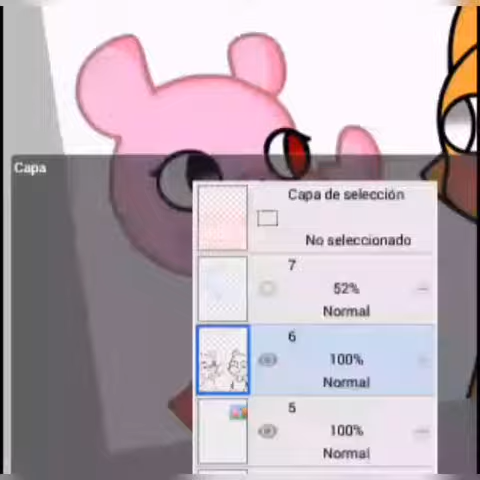 Capa
Capa de selección
No seleccionado
7
52%
Normal
6
100%
Normal
5
100%
Normal